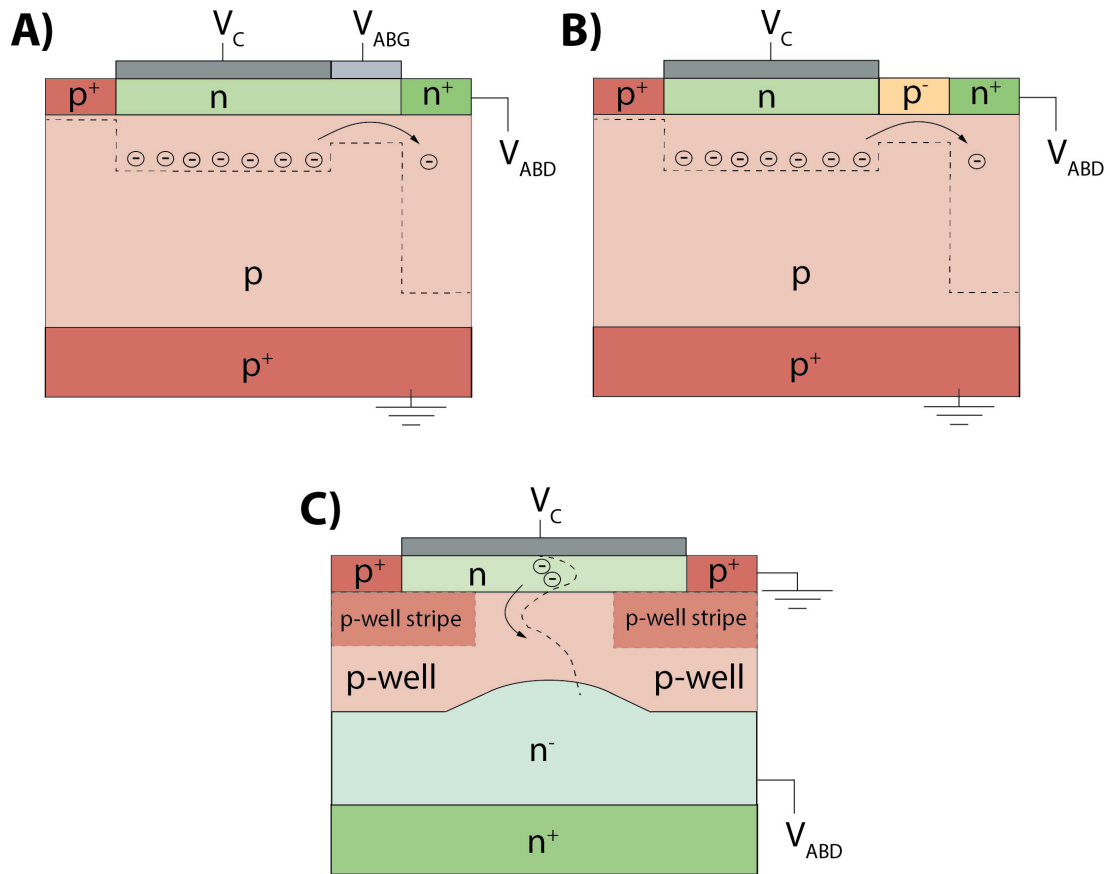 A)
V_C V_ABG
p⁺ n n⁺
V_ABD
p
p⁺
B)
V_C
p⁺ n p⁻ n⁺
V_ABD
p
p⁺
C)
V_C
p⁺ n p⁺
p-well stripe p-well stripe
p-well p-well
n⁻
n⁺
V_ABD